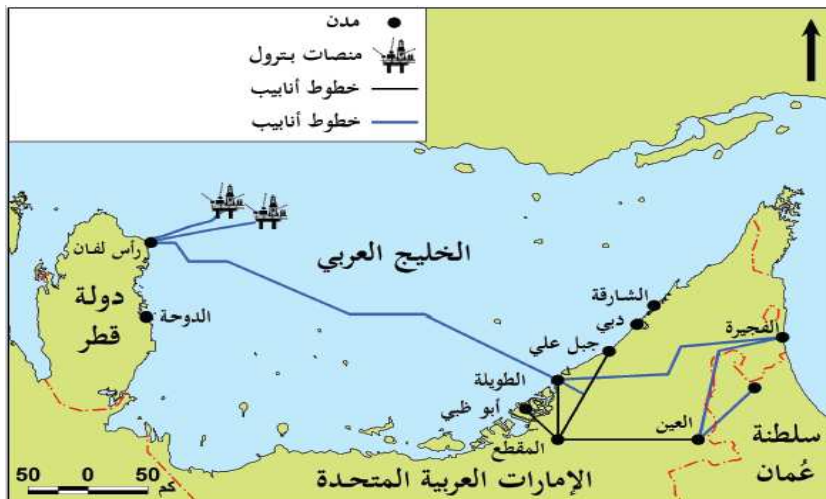 مدن
منصات بترول
خطوط أنابيب
خطوط أنابيب
رأس لفان
الخليج العربي
دولة
قطر
الدوحة
الشارقة
دبي
جبل علي
الفجيرة
الطويلة
أبو ظبي
المقطع
العين
سلطنة
عُمان
الإمارات العربية المتحدة
50 0 50
كم